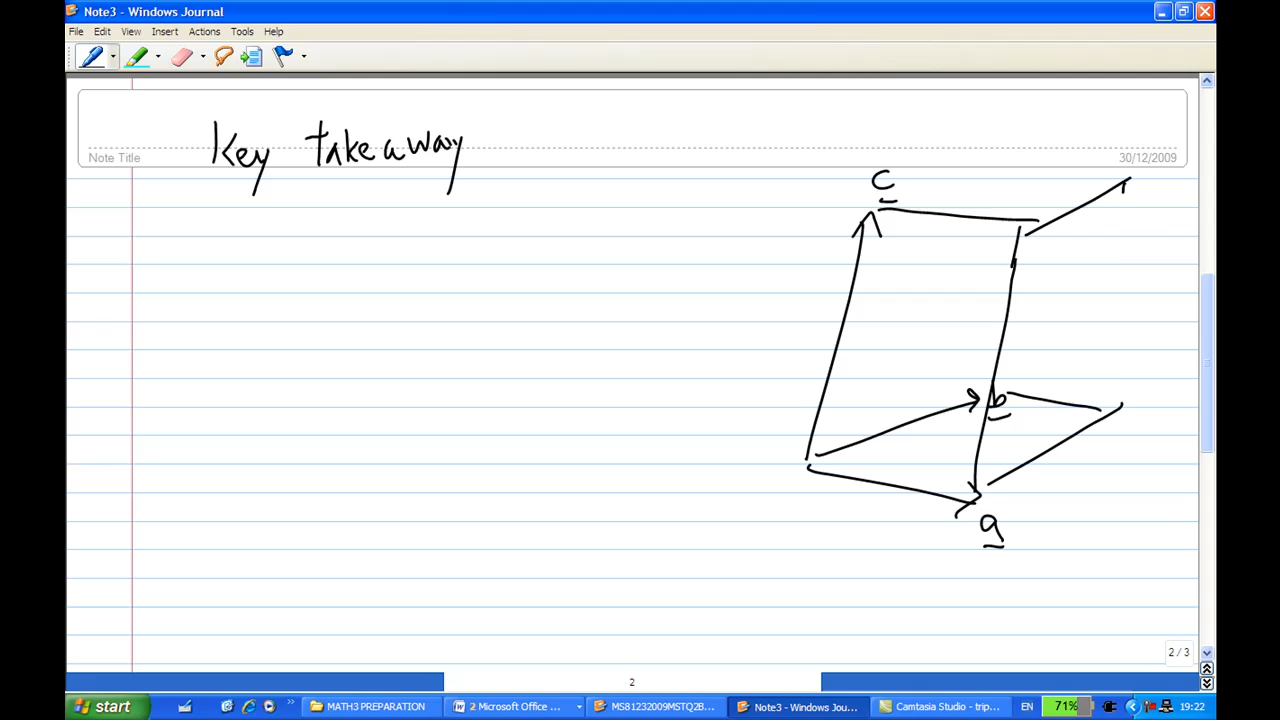 Note3 - Windows Journal
File Edit View Insert Actions Tools Help
Key takeaway
Note Title
30/12/2009
c
b
a
2 / 3
2
start
MATH3 PREPARATION
2 Microsoft Office ...
MS81232009MSTQ2B...
Note3 - Windows Jou...
Camtasia Studio - trip...
EN
71%
19:22